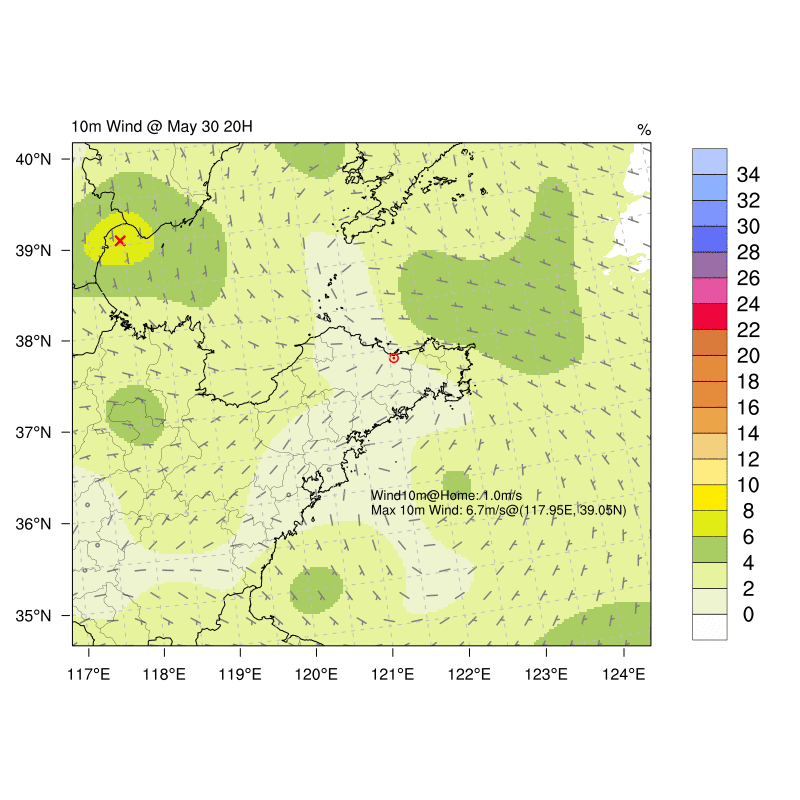 10m Wind @ May 30 20H
%
40°N
39°N
38°N
37°N
36°N
35°N
117°E
118°E
119°E
120°E
121°E
122°E
123°E
124°E
Wind10m@Home: 1.0m/s
Max 10m Wind: 6.7m/s@(117.95E, 39.05N)
34
32
30
28
26
24
22
20
18
16
14
12
10
8
6
4
2
0